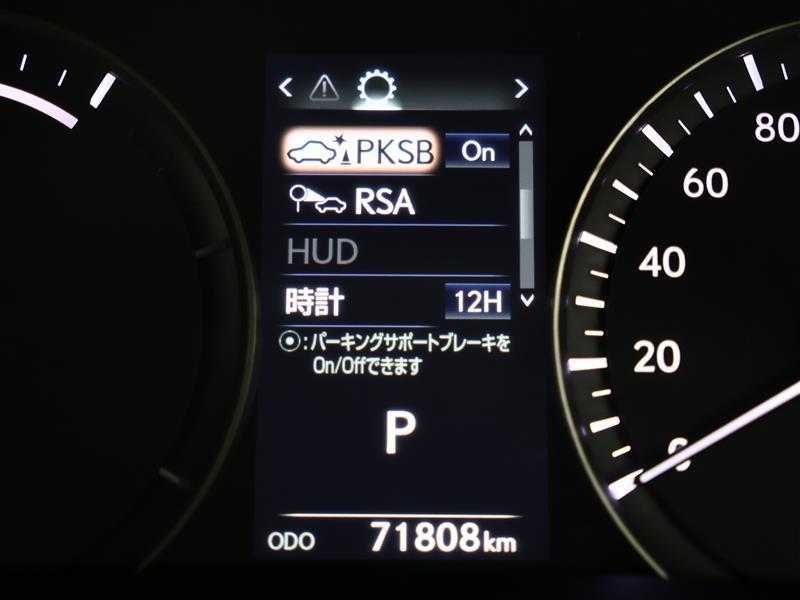 PKSB On
RSA
HUD
時計 12H
⦿:パーキングサポートブレーキを
On/Offできます
P
ODO 71808km
80
60
40
20
0